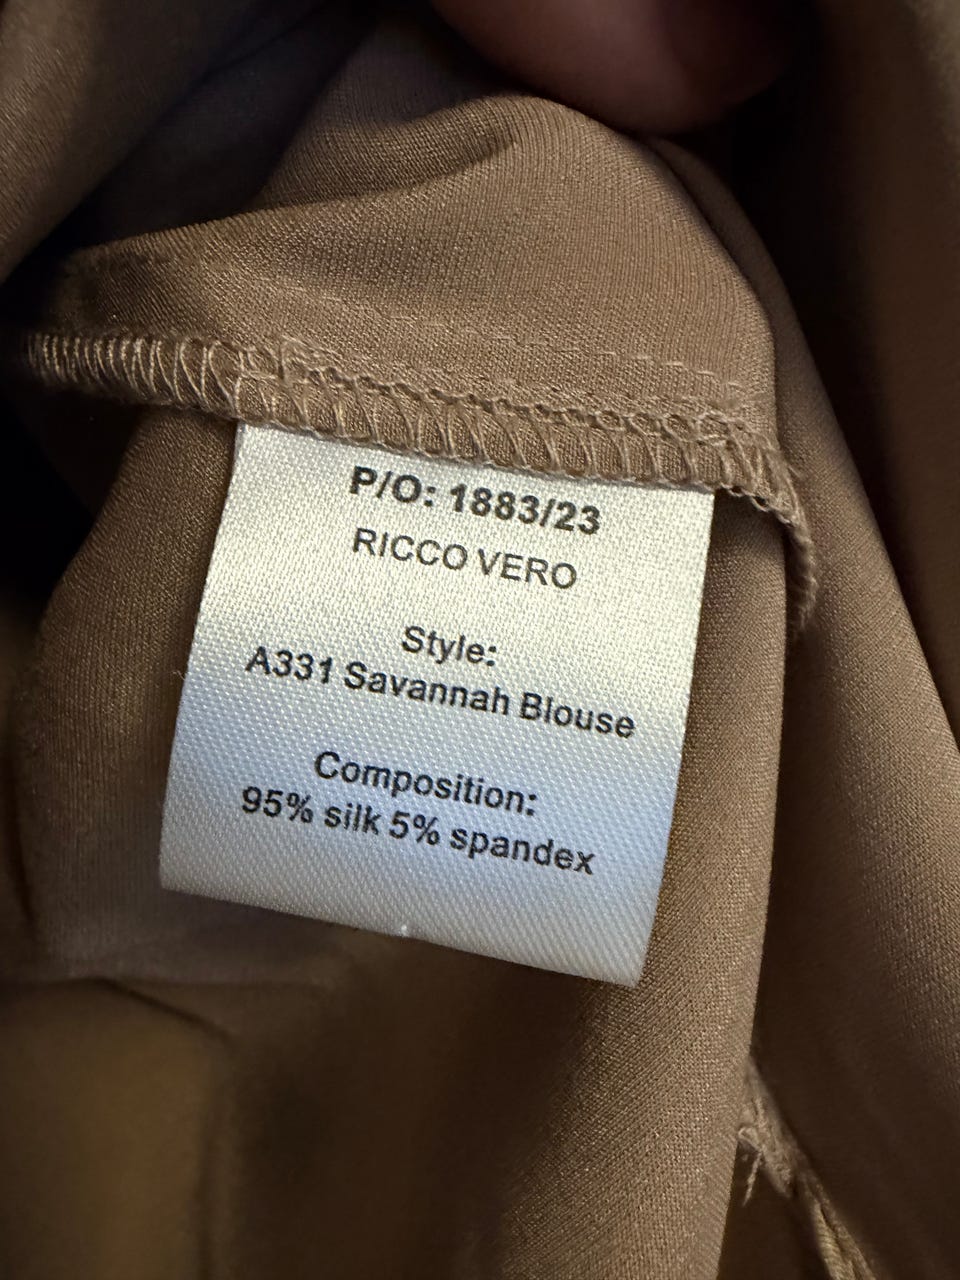 P/O: 1883/23
RICCO VERO
Style:
A331 Savannah Blouse
Composition:
95% silk 5% spandex